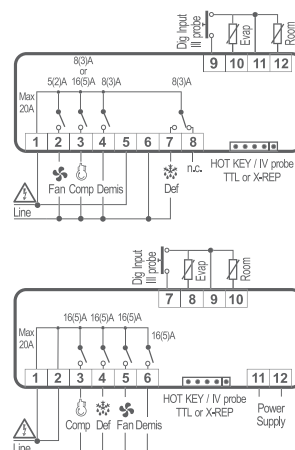 Dig Input
III probe
Evap
Room
9 10 11 12
8(3)A
or
5(2)A 16(5)A 8(3)A 8(3)A
Max
20A
1 2 3 4 5 6 7 8
n.c.
HOT KEY / IV probe
TTL or X-REP
Fan Comp Demis Def
Line
Dig Input
III probe
Evap
Room
7 8 9 10
16(5)A 16(5)A 16(5)A
16(5)A
Max
20A
1 2 3 4 5 6 11 12
HOT KEY / IV probe
TTL or X-REP
Power
Supply
Comp Def Fan Demis
Line